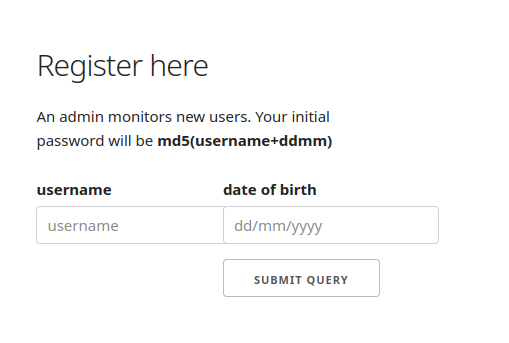 Register here
An admin monitors new users. Your initial
password will be md5(username+ddmm)
username
date of birth
username
dd/mm/yyyy
SUBMIT QUERY